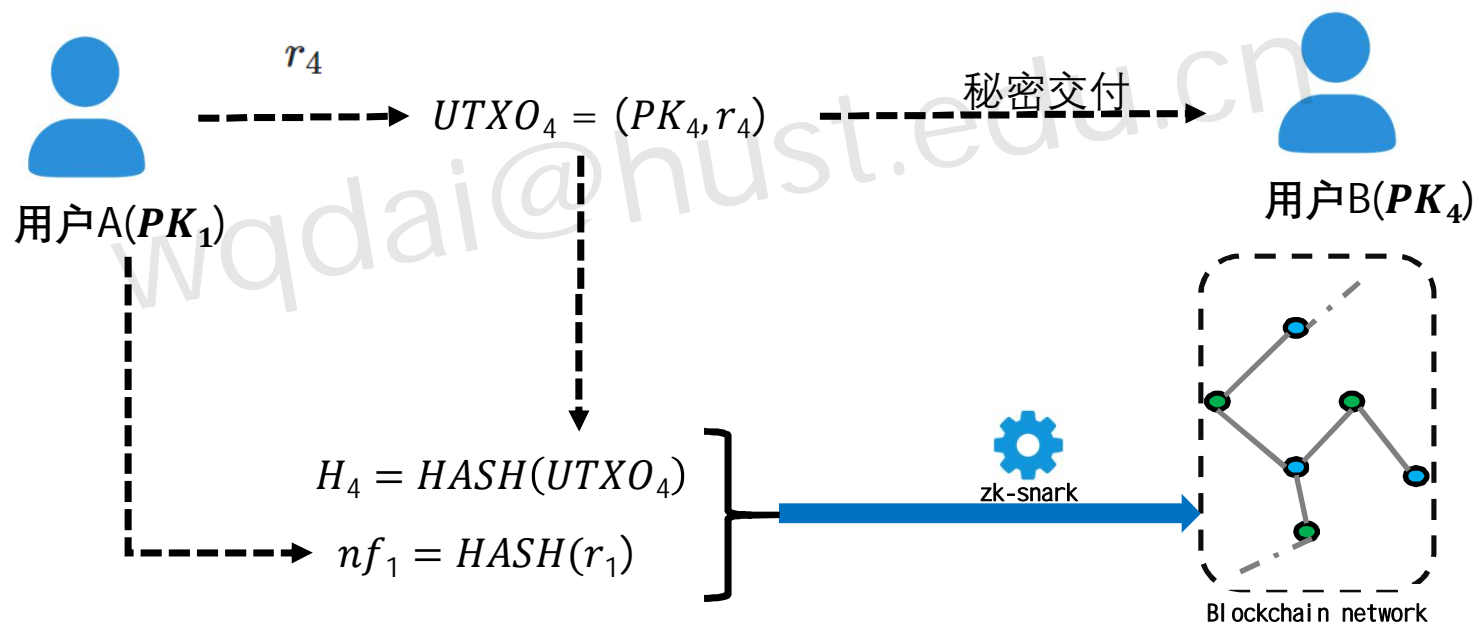 r₄
秘密交付
UTXO₄ = (PK₄, r₄)
wqdai@hust.edu.cn
用户A(PK₁)
用户B(PK₄)
H₄ = HASH(UTXO₄)
zk-snark
nf₁ = HASH(r₁)
Blockchain network